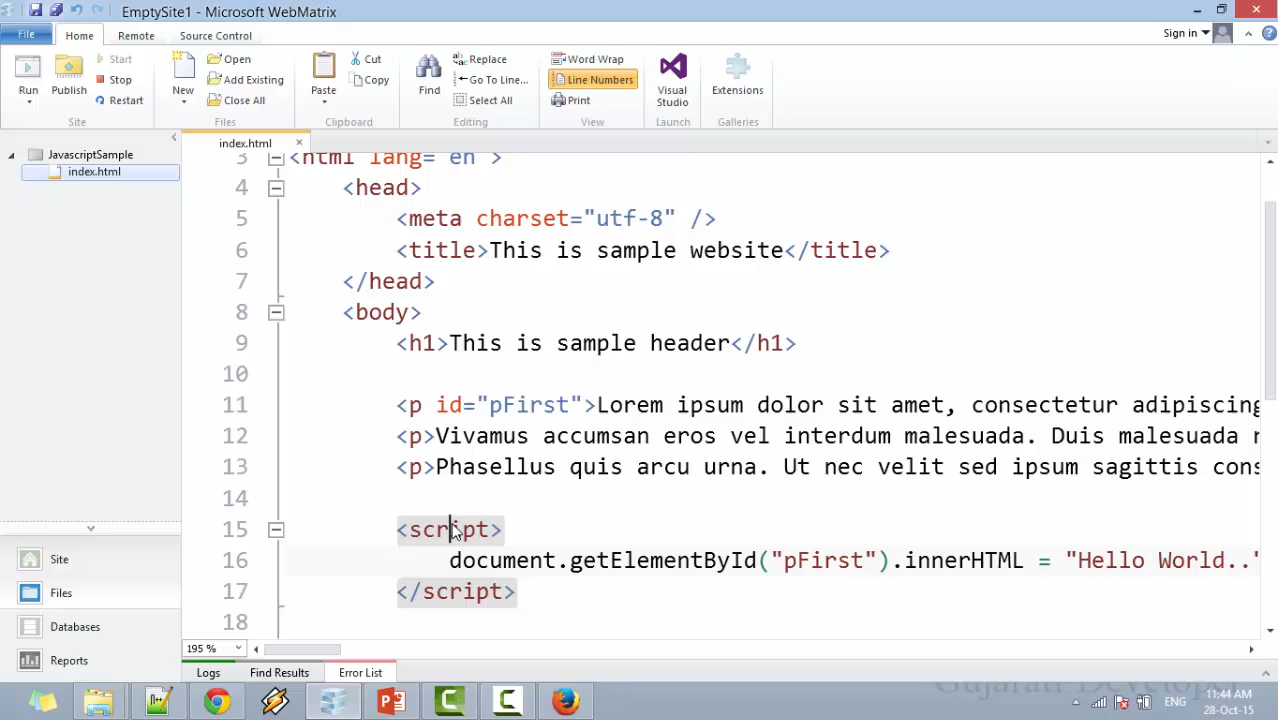 EmptySite1 - Microsoft WebMatrix
File Home Remote Source Control Sign in
Run
Publish
Start
Stop
Restart
Site
New
Open
Add Existing
Close All
Files
Paste
Cut
Copy
Clipboard
Find
Replace
Go To Line...
Select All
Editing
Word Wrap
Line Numbers
Print
View
Visual
Studio
Launch
Extensions
Galleries
JavascriptSample
index.html
index.html
3 <html lang="en">
4 <head>
5 <meta charset="utf-8" />
6 <title>This is sample website</title>
7 </head>
8 <body>
9 <h1>This is sample header</h1>
10
11 <p id="pFirst">Lorem ipsum dolor sit amet, consectetur adipiscing
12 <p>Vivamus accumsan eros vel interdum malesuada. Duis malesuada
13 <p>Phasellus quis arcu urna. Ut nec velit sed ipsum sagittis cons
14
15 <script>
16 document.getElementById("pFirst").innerHTML = "Hello World.."
17 </script>
18
Site
Files
Databases
Reports
195 %
Logs Find Results Error List
Gujarati Developer
ENG
11:44 AM
28-Oct-15